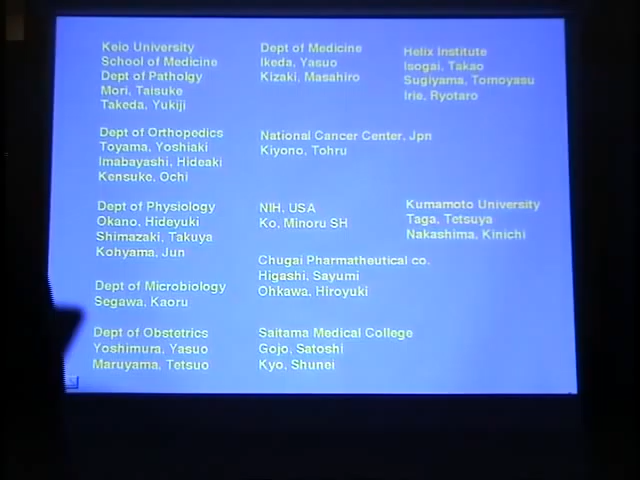 Keio University
School of Medicine
Dept of Patholgy
Mori, Taisuke
Takeda, Yukiji
Dept of Orthopedics
Toyama, Yoshiaki
Imabayashi, Hideaki
Kensuke, Ochi
Dept of Physiology
Okano, Hideyuki
Shimazaki, Takuya
Kohyama, Jun
Dept of Microbiology
Segawa, Kaoru
Dept of Obstetrics
Yoshimura, Yasuo
Maruyama, Tetsuo
Dept of Medicine
Ikeda, Yasuo
Kizaki, Masahiro
National Cancer Center, Jpn
Kiyono, Tohru
NIH, USA
Ko, Minoru SH
Chugai Pharmatheutical co.
Higashi, Sayumi
Ohkawa, Hiroyuki
Saitama Medical College
Gojo, Satoshi
Kyo, Shunei
Helix Institute
Isogai, Takao
Sugiyama, Tomoyasu
Irie, Ryotaro
Kumamoto University
Taga, Tetsuya
Nakashima, Kinichi